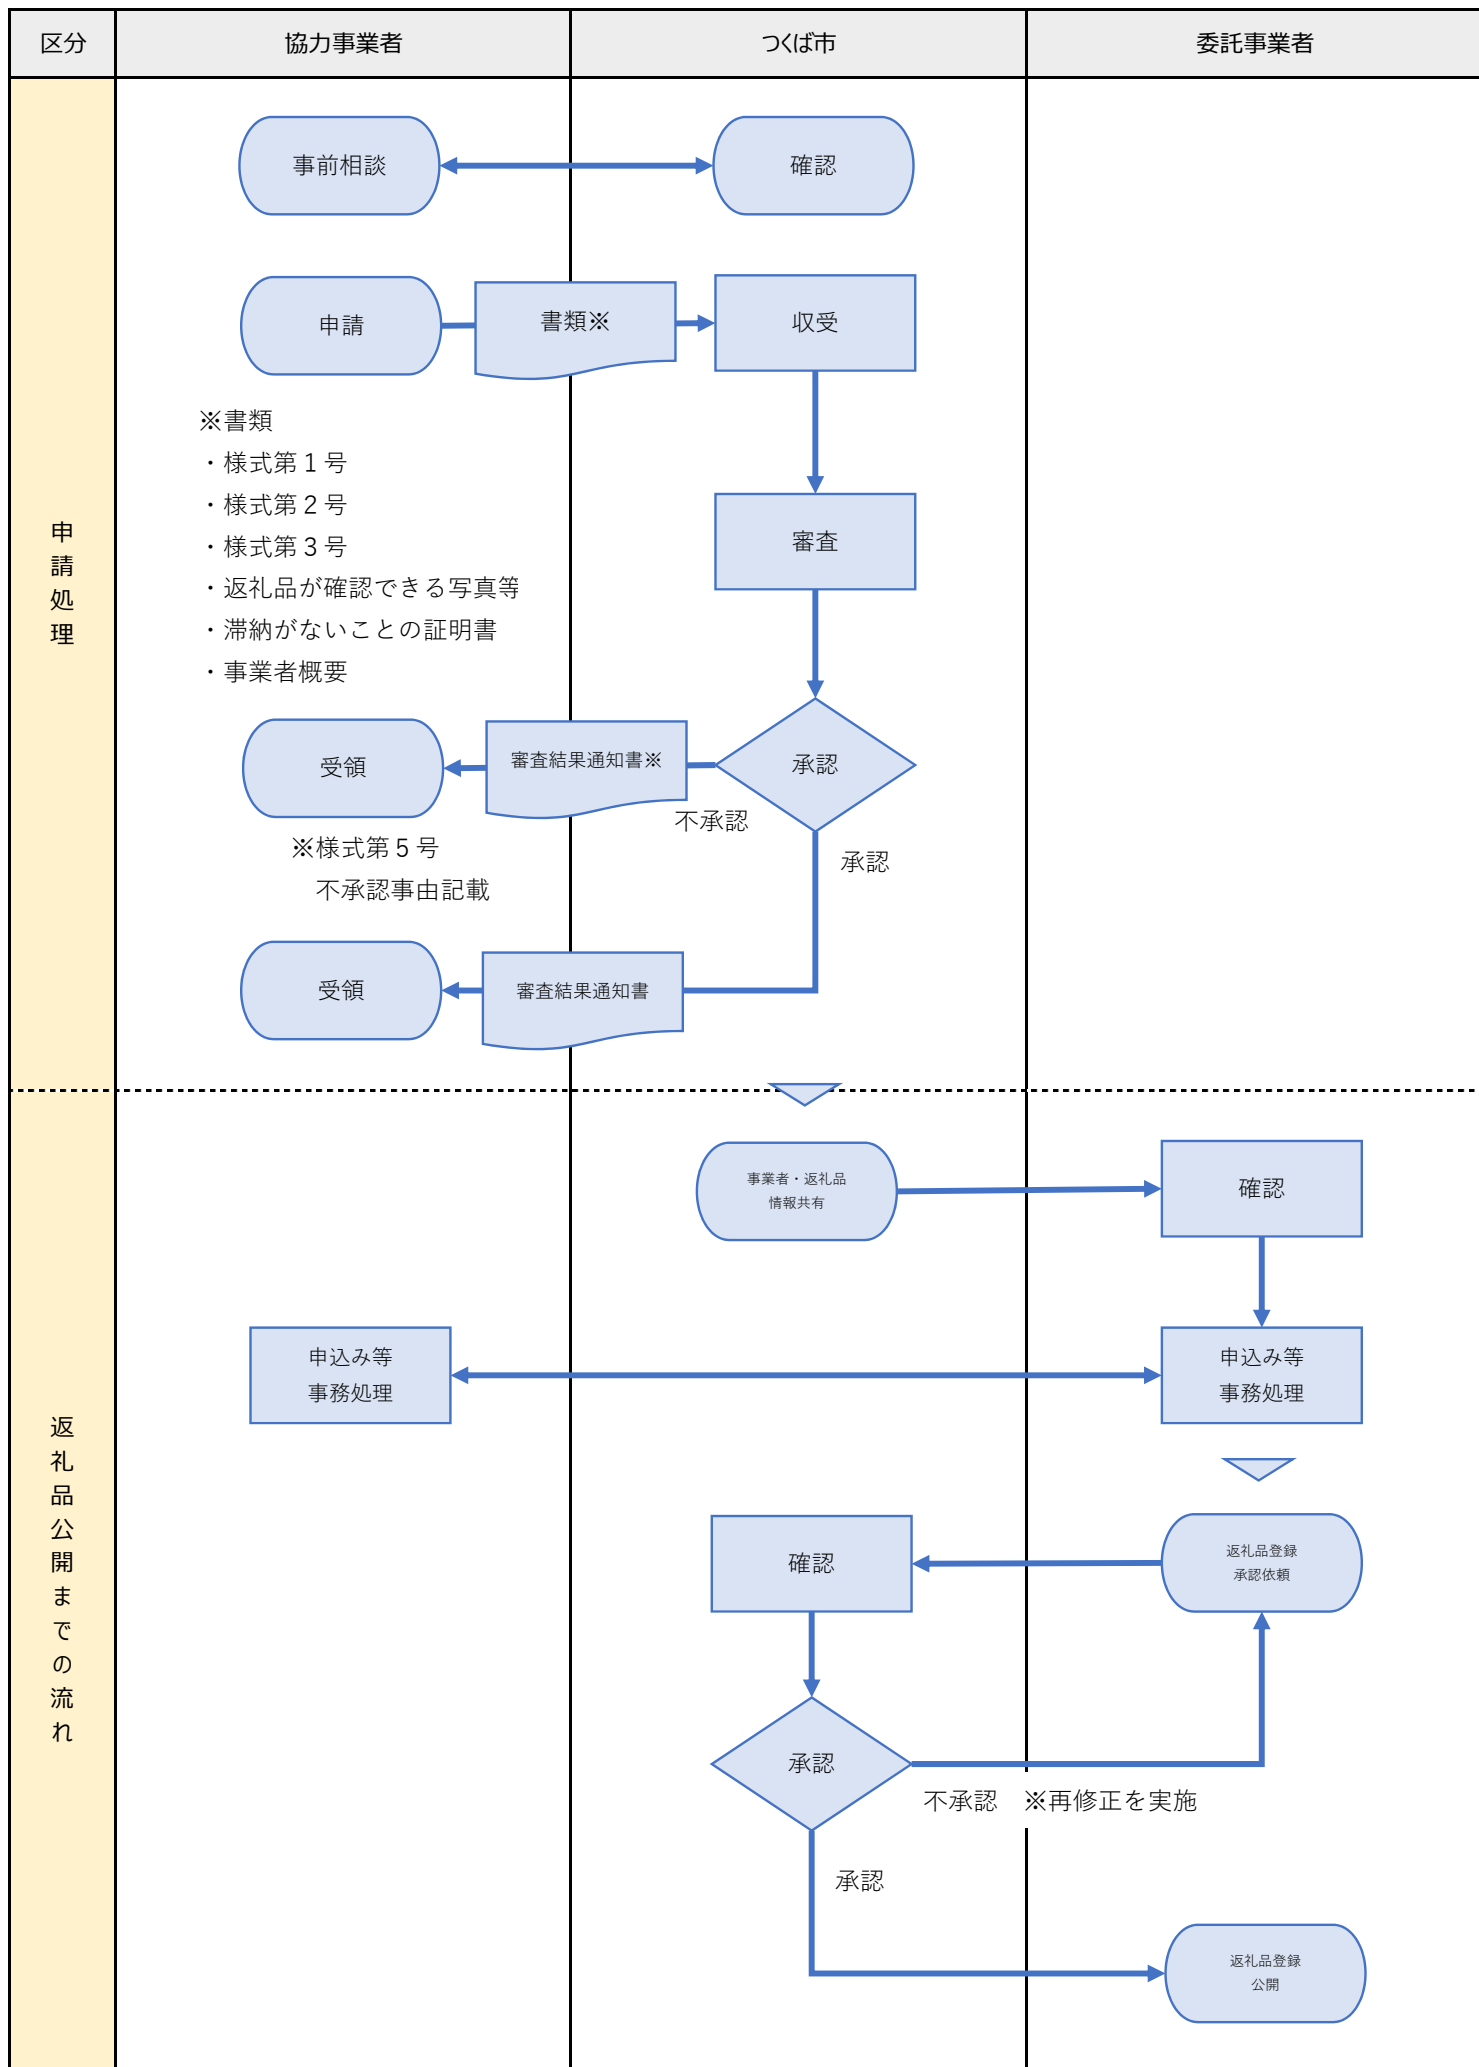 区分
協力事業者
つくば市
委託事業者
申請処理
事前相談
確認
申請
書類※
収受
※書類
・様式第１号
・様式第２号
・様式第３号
・返礼品が確認できる写真等
・滞納がないことの証明書
・事業者概要
審査
受領
審査結果通知書※
承認
不承認
承認
※様式第５号
不承認事由記載
受領
審査結果通知書
返礼品公開までの流れ
事業者・返礼品
情報共有
確認
申込み等
事務処理
申込み等
事務処理
確認
返礼品登録
承認依頼
承認
不承認　※再修正を実施
承認
返礼品登録
公開